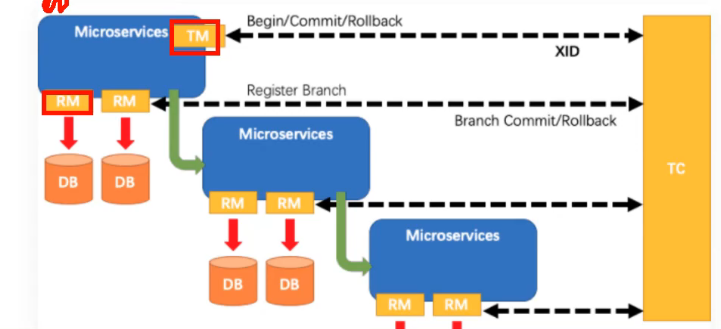 Microservices TM
Begin/Commit/Rollback
XID
RM RM
Register Branch
Branch Commit/Rollback
Microservices
TC
DB DB
RM RM
Microservices
DB DB
RM RM